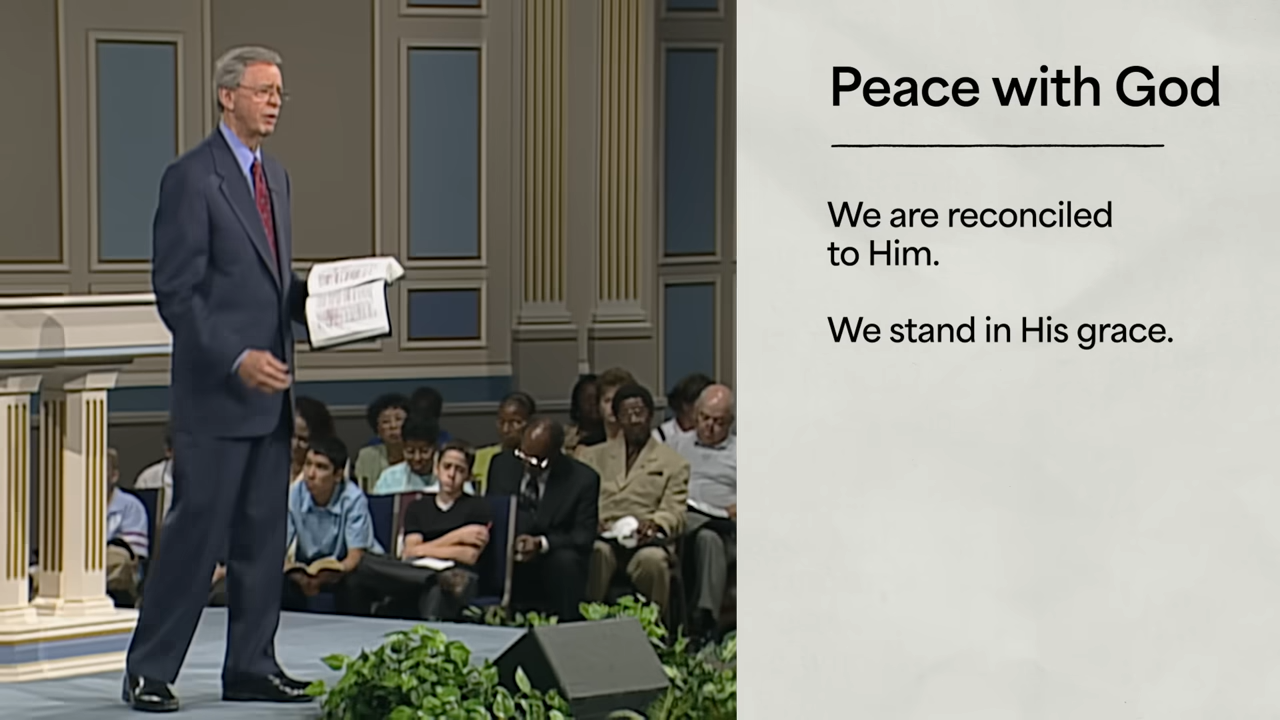 Peace with God
We are reconciled
to Him.
We stand in His grace.